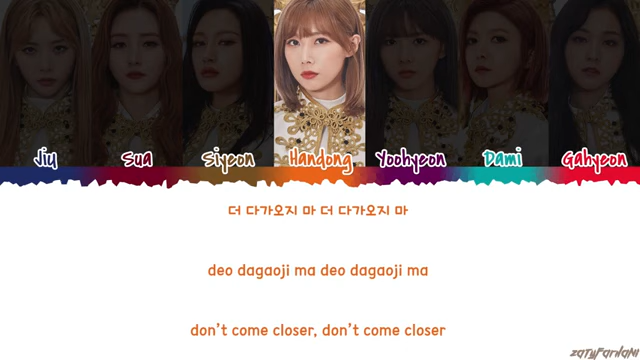 Jiu Sua Siyeon Handong Yoohyeon Dami Gahyeon
더 다가오지 마 더 다가오지 마
deo dagaoji ma deo dagaoji ma
don't come closer, don't come closer